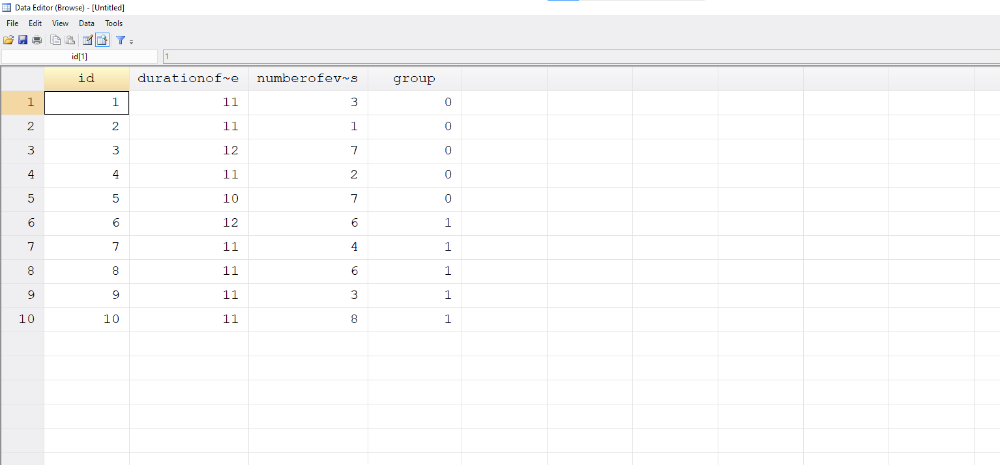 Data Editor (Browse) - [Untitled]
File Edit View Data Tools
id[1] 1
id durationof~e numberofev~s group
1 1 11 3 0
2 2 11 1 0
3 3 12 7 0
4 4 11 2 0
5 5 10 7 0
6 6 12 6 1
7 7 11 4 1
8 8 11 6 1
9 9 11 3 1
10 10 11 8 1